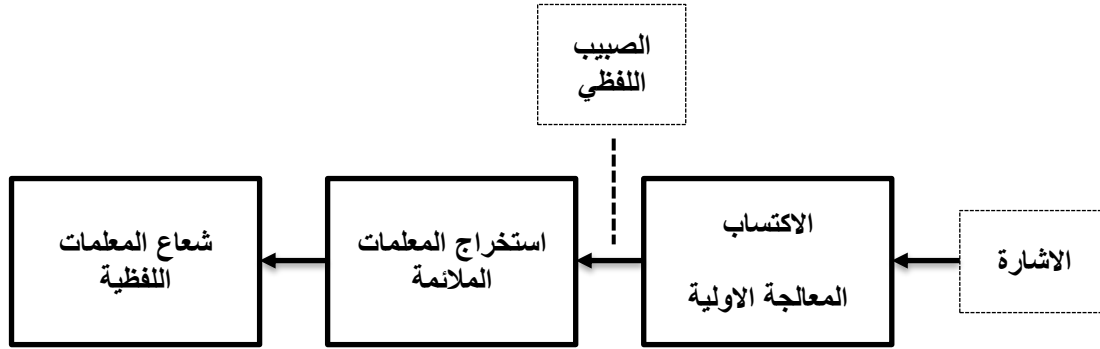 الصبيب
اللفظي
الاشارة
الاكتساب
المعالجة الاولية
استخراج المعلمات
الملائمة
شعاع المعلمات
اللفظية